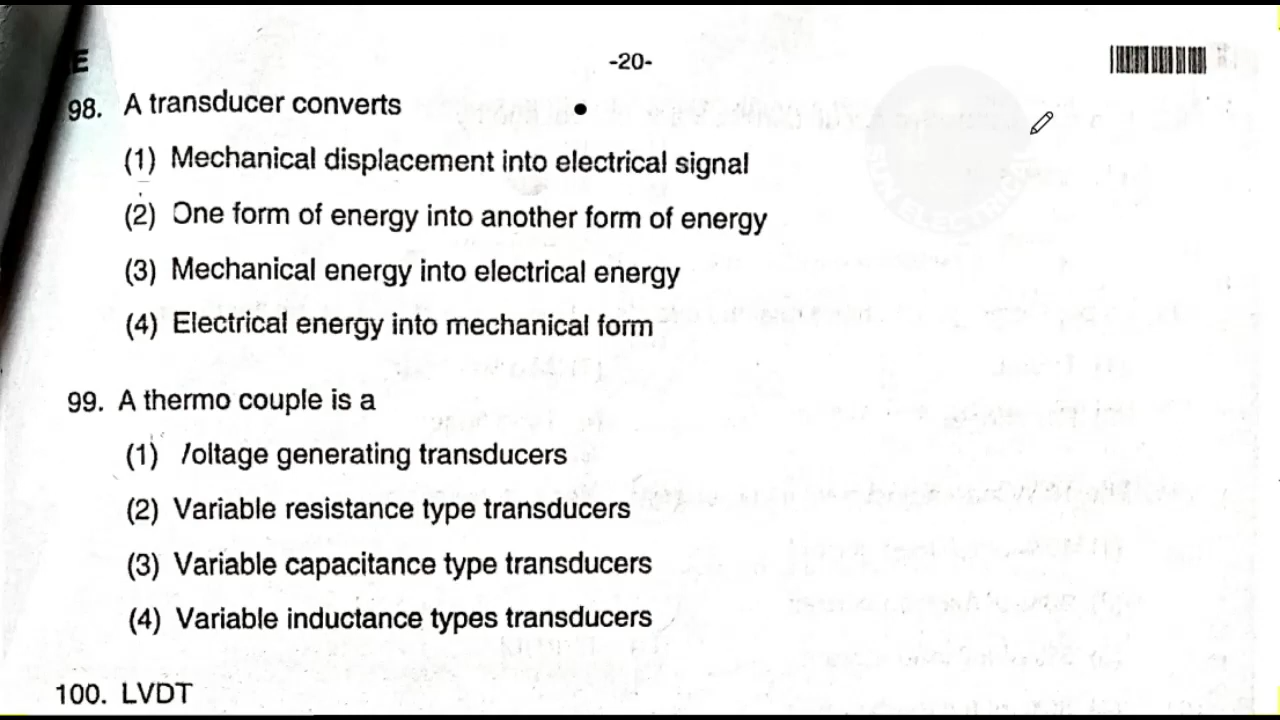 E
-20-
98. A transducer converts
(1) Mechanical displacement into electrical signal
(2) One form of energy into another form of energy
(3) Mechanical energy into electrical energy
(4) Electrical energy into mechanical form
99. A thermo couple is a
(1) /oltage generating transducers
(2) Variable resistance type transducers
(3) Variable capacitance type transducers
(4) Variable inductance types transducers
100. LVDT